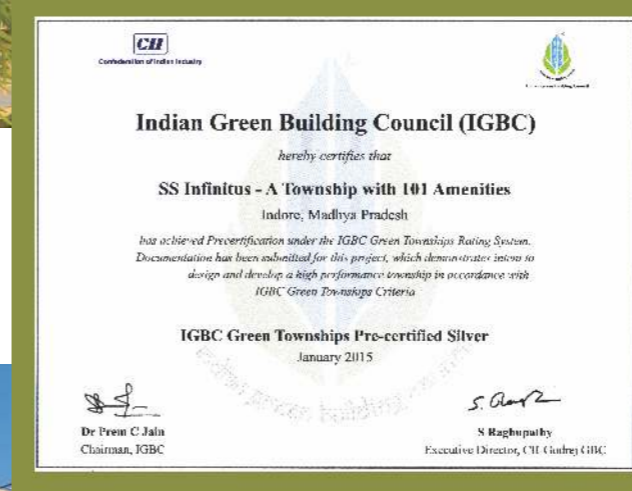 CII
Confederation of Indian Industry
Indian Green Building Council (IGBC)
hereby certifies that
SS Infinitus - A Township with 101 Amenities
Indore, Madhya Pradesh
has achieved Precertification under the IGBC Green Townships Rating System.
Documentation has been submitted for this project, which demonstrates intent to
design and develop a high performance township in accordance with
IGBC Green Townships Criteria
IGBC Green Townships Pre-certified Silver
January 2015
Dr Prem C Jain
Chairman, IGBC
S Raghupathy
Executive Director, CII-Godrej GBC